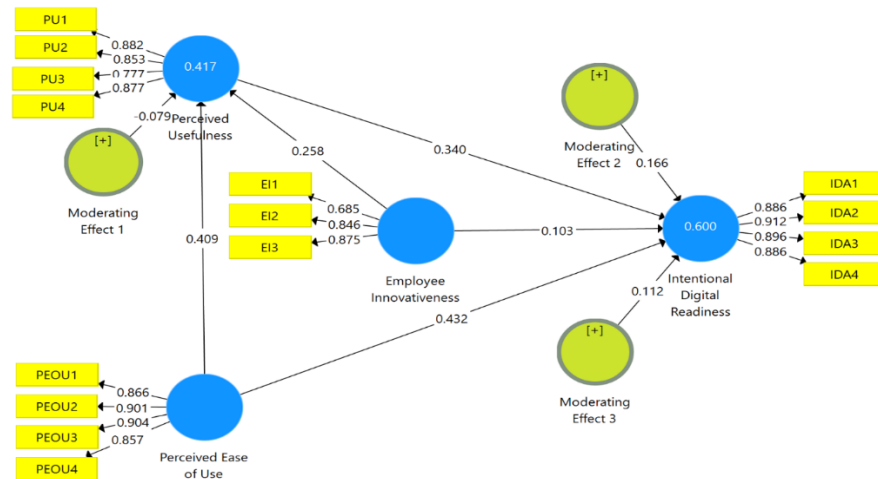 PU1
PU2
PU3
PU4
0.882
0.853
0.777
0.877
0.417
Perceived
Usefulness
-0.079
[+]
Moderating
Effect 1
0.258
0.340
0.409
EI1
EI2
EI3
0.685
0.846
0.875
Employee
Innovativeness
0.103
0.432
[+]
Moderating
Effect 2
0.166
0.600
Intentional
Digital
Readiness
0.886
0.912
0.896
0.886
IDA1
IDA2
IDA3
IDA4
0.112
[+]
Moderating
Effect 3
PEOU1
PEOU2
PEOU3
PEOU4
0.866
0.901
0.904
0.857
Perceived Ease
of Use